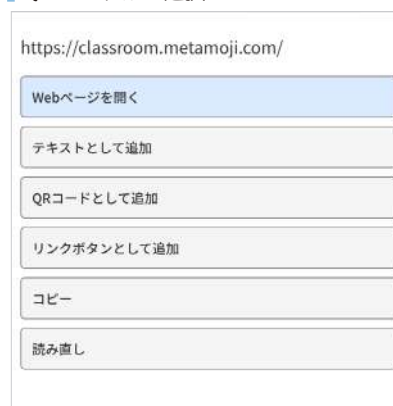 https://classroom.metamoji.com/
Webページを開く
テキストとして追加
QRコードとして追加
リンクボタンとして追加
コピー
読み直し